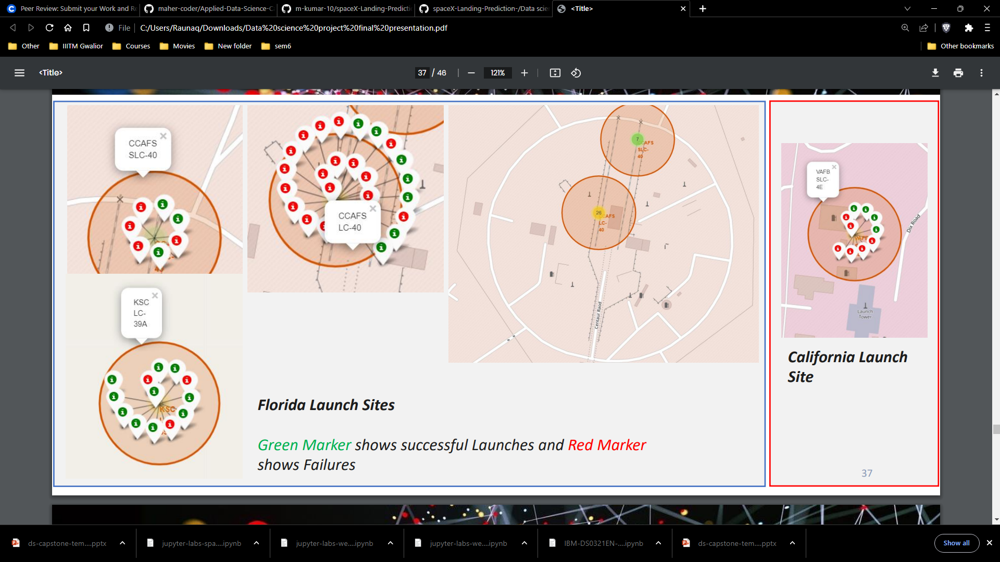 Peer Review: Submit your Work and Re
maher-coder/Applied-Data-Science-C
m-kumar-10/spaceX-Landing-Predicti
spaceX-Landing-Prediction-/Data scie
<Title>
File
C:/Users/Raunaq/Downloads/Data%20science%20project%20final%20presentation.pdf
Other
IIITM Gwalior
Courses
Movies
New folder
sem6
Other bookmarks
<Title>
37 / 46
121%
CCAFS
SLC-40
CCAFS
LC-40
7
CCAFS
SLC-
40
26
CCAFS
LC-
40
Centaur Raod
VAFB
SLC-
4E
Dix Road
Launch
Tower
KSC
LC-
39A
KSC
California Launch
Site
Florida Launch Sites
Green Marker shows successful Launches and Red Marker
shows Failures
37
ds-capstone-tem....pptx
jupyter-labs-spa....ipynb
jupyter-labs-we....ipynb
jupyter-labs-we....ipynb
IBM-DS0321EN-....ipynb
ds-capstone-tem....pptx
Show all